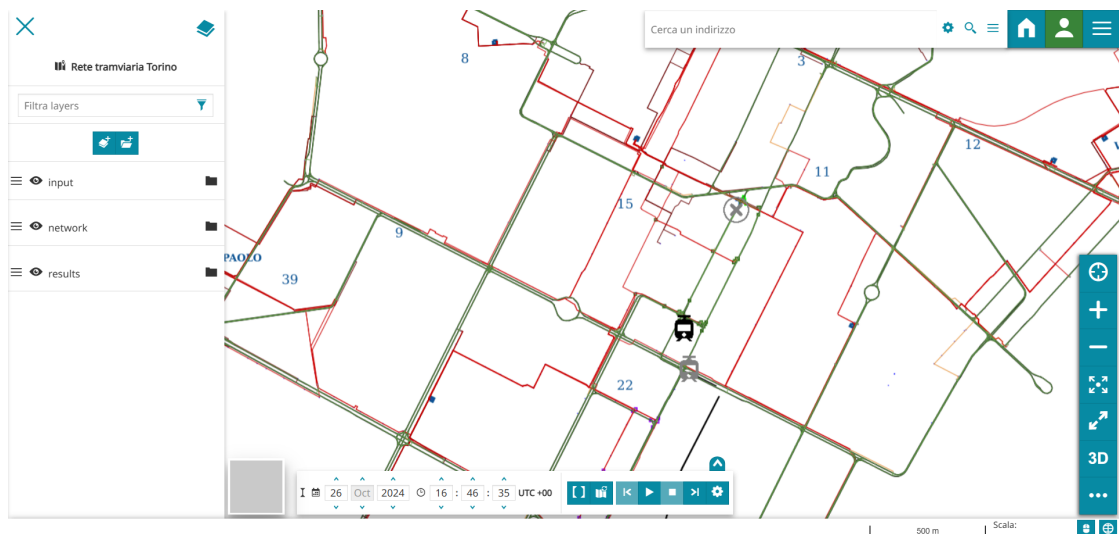 Rete tramviaria Torino
Filtra layers
input
network
results
Cerca un indirizzo
8
3
12
11
15
9
PAOLO
39
22
26 Oct 2024 16 : 46 : 35 UTC +00
3D
500 m
Scala: